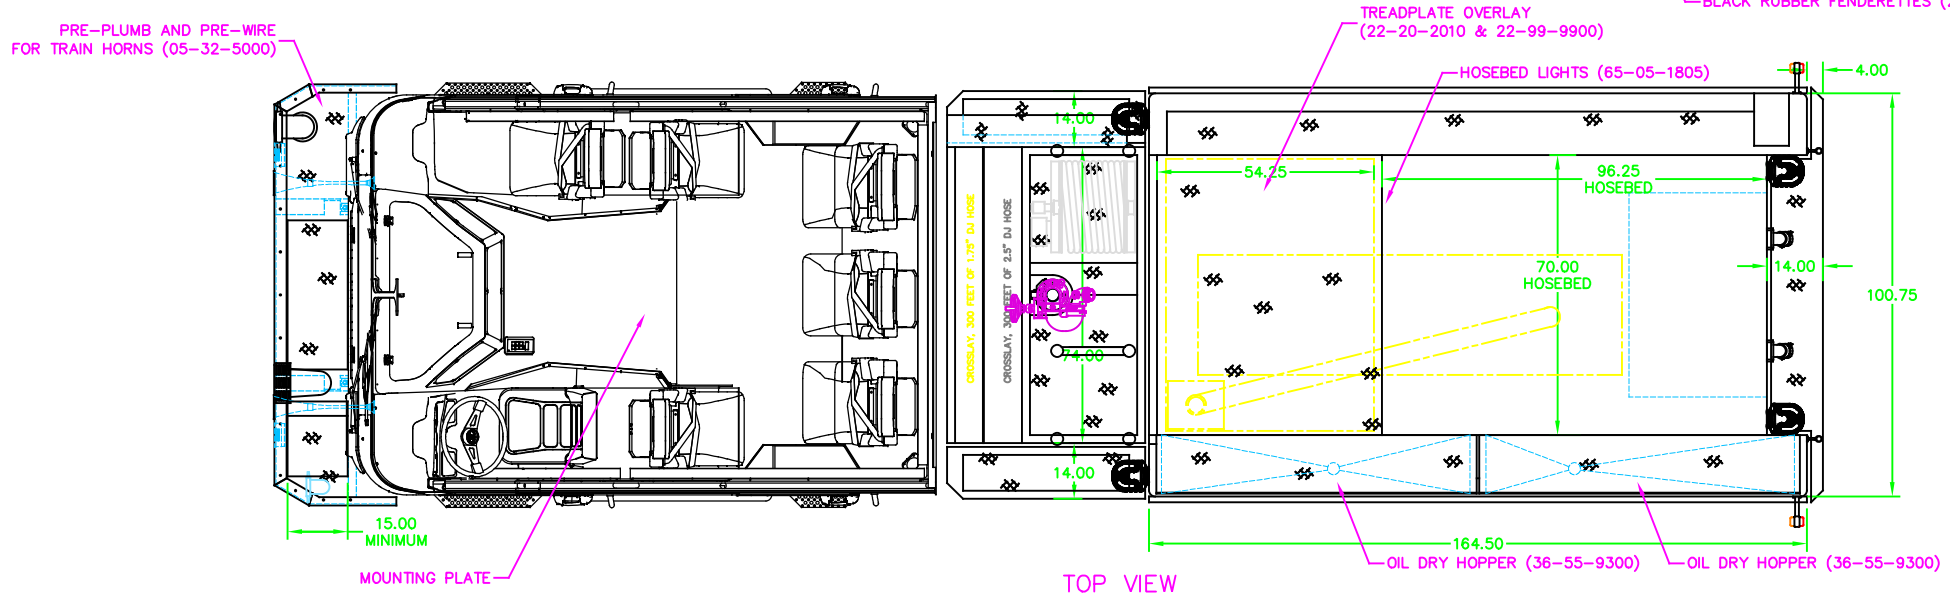 BLACK RUBBER FENDERETTES (2
TREADPLATE OVERLAY
(22-20-2010 & 22-99-9900)
PRE-PLUMB AND PRE-WIRE
FOR TRAIN HORNS (05-32-5000)
HOSEBED LIGHTS (65-05-1805)
4.00
14.00
54.25
96.25
HOSEBED
CROSSLAY, 300 FEET OF 1.75" DJ HOSE
CROSSLAY, 300 FEET OF 2.5" DJ HOSE
70.00
HOSEBED
14.00
100.75
74.00
14.00
15.00
MINIMUM
164.50
MOUNTING PLATE
OIL DRY HOPPER (36-55-9300)
OIL DRY HOPPER (36-55-9300)
TOP VIEW